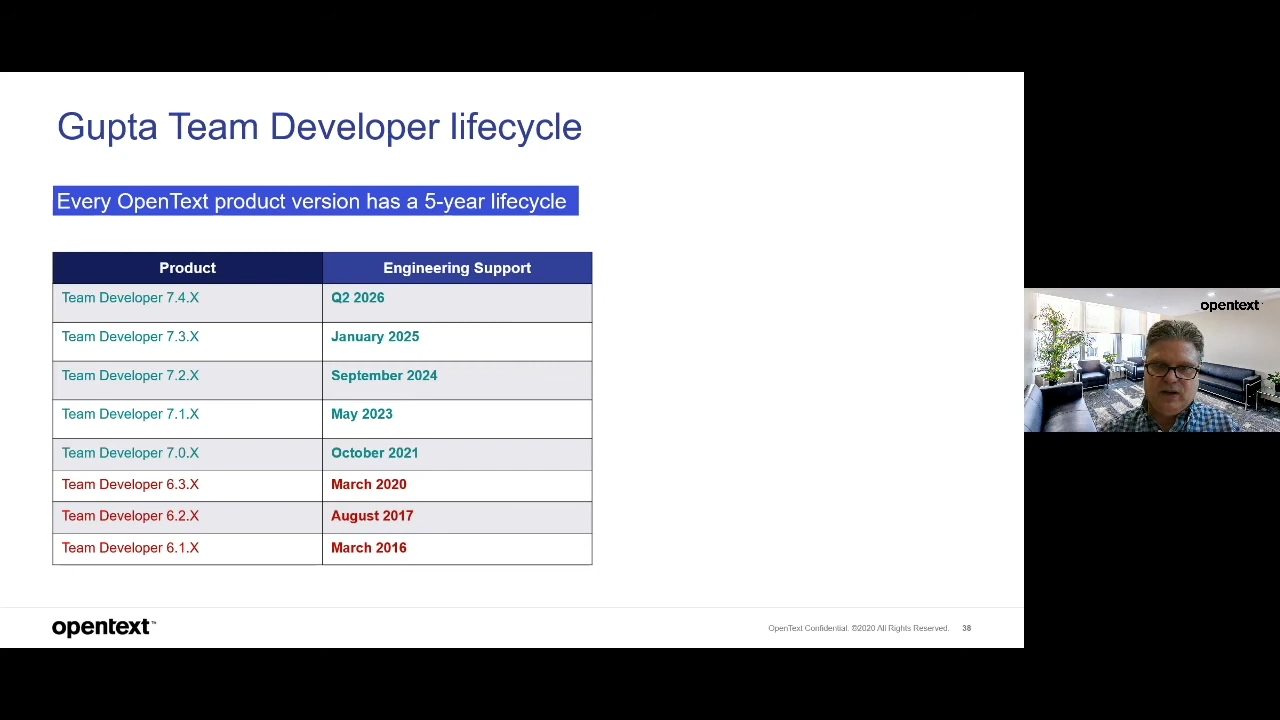 Gupta Team Developer lifecycle
Every OpenText product version has a 5-year lifecycle
Product Engineering Support
Team Developer 7.4.X Q2 2026
Team Developer 7.3.X January 2025
Team Developer 7.2.X September 2024
Team Developer 7.1.X May 2023
Team Developer 7.0.X October 2021
Team Developer 6.3.X March 2020
Team Developer 6.2.X August 2017
Team Developer 6.1.X March 2016
opentext™
OpenText Confidential. ©2020 All Rights Reserved. 38
opentext